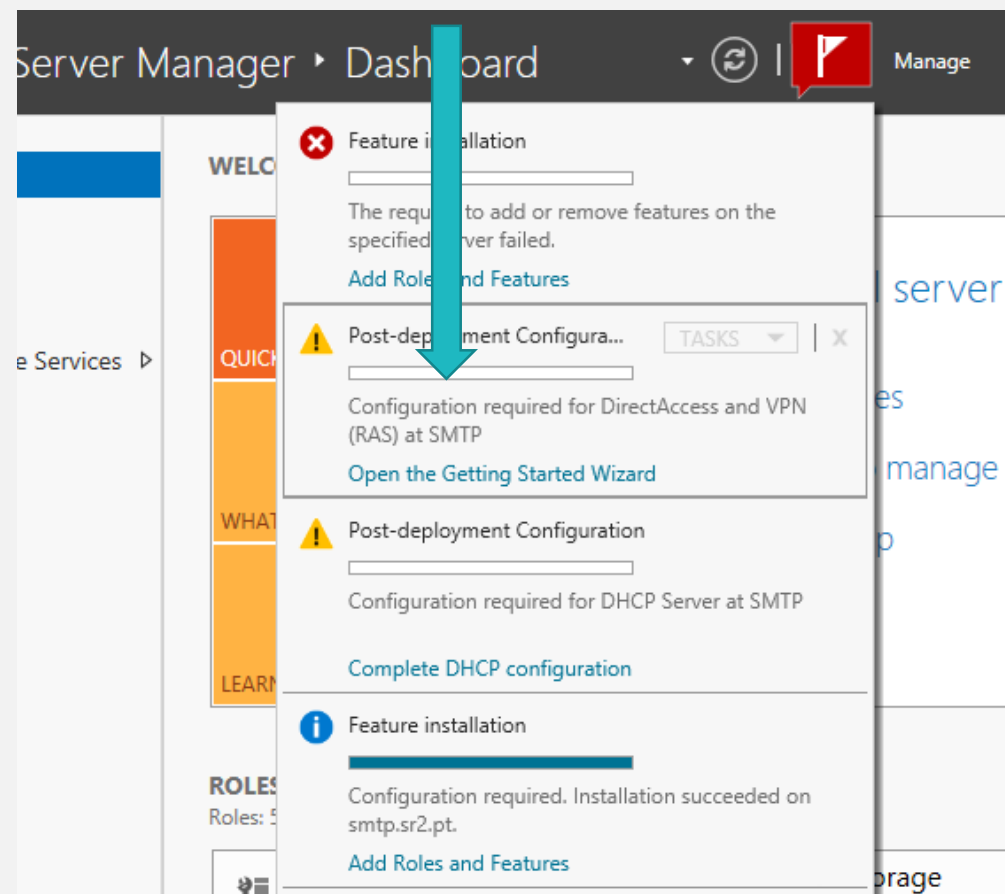 Server Manager ▸ Dashboard
Manage
Feature installation
The request to add or remove features on the
specified server failed.
Add Roles and Features
Post-deployment Configura...
TASKS
X
Configuration required for DirectAccess and VPN
(RAS) at SMTP
Open the Getting Started Wizard
Post-deployment Configuration
Configuration required for DHCP Server at SMTP
Complete DHCP configuration
Feature installation
Configuration required. Installation succeeded on
smtp.sr2.pt.
Add Roles and Features
e Services
WELC
QUICK
WHAT
LEARN
server
es
manage
p
ROLES
Roles: 5
orage